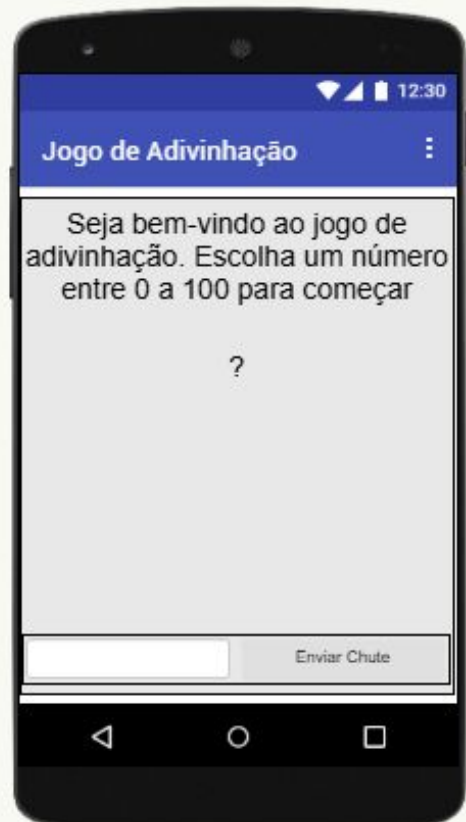 12:30
Jogo de Adivinhação
Seja bem-vindo ao jogo de
adivinhação. Escolha um número
entre 0 a 100 para começar
?
Enviar Chute